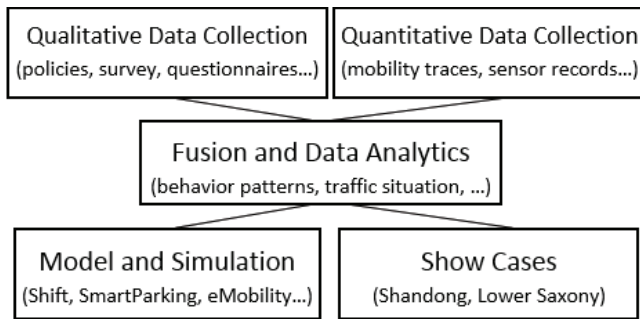 Qualitative Data Collection
(policies, survey, questionnaires...)
Quantitative Data Collection
(mobility traces, sensor records...)
Fusion and Data Analytics
(behavior patterns, traffic situation, ...)
Model and Simulation
(Shift, SmartParking, eMobility...)
Show Cases
(Shandong, Lower Saxony)